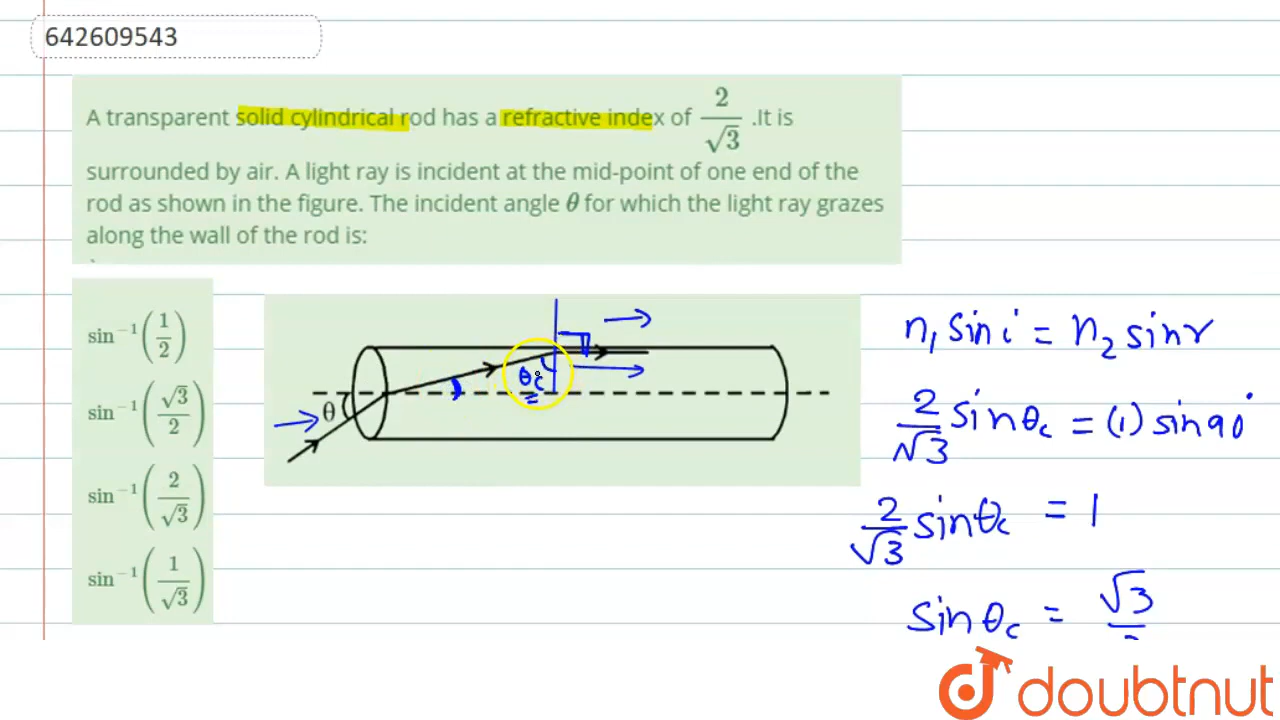 642609543
A transparent solid cylindrical rod has a refractive index of 2/√3 .It is
surrounded by air. A light ray is incident at the mid-point of one end of the
rod as shown in the figure. The incident angle θ for which the light ray grazes
along the wall of the rod is:
sin⁻¹(1/2)
sin⁻¹(√3/2)
sin⁻¹(2/√3)
sin⁻¹(1/√3)
θ
θc
n₁ sin i = n₂ sin r
2/√3 sin θc = (1) sin 90°
2/√3 sin θc = 1
sin θc = √3
doubtnut